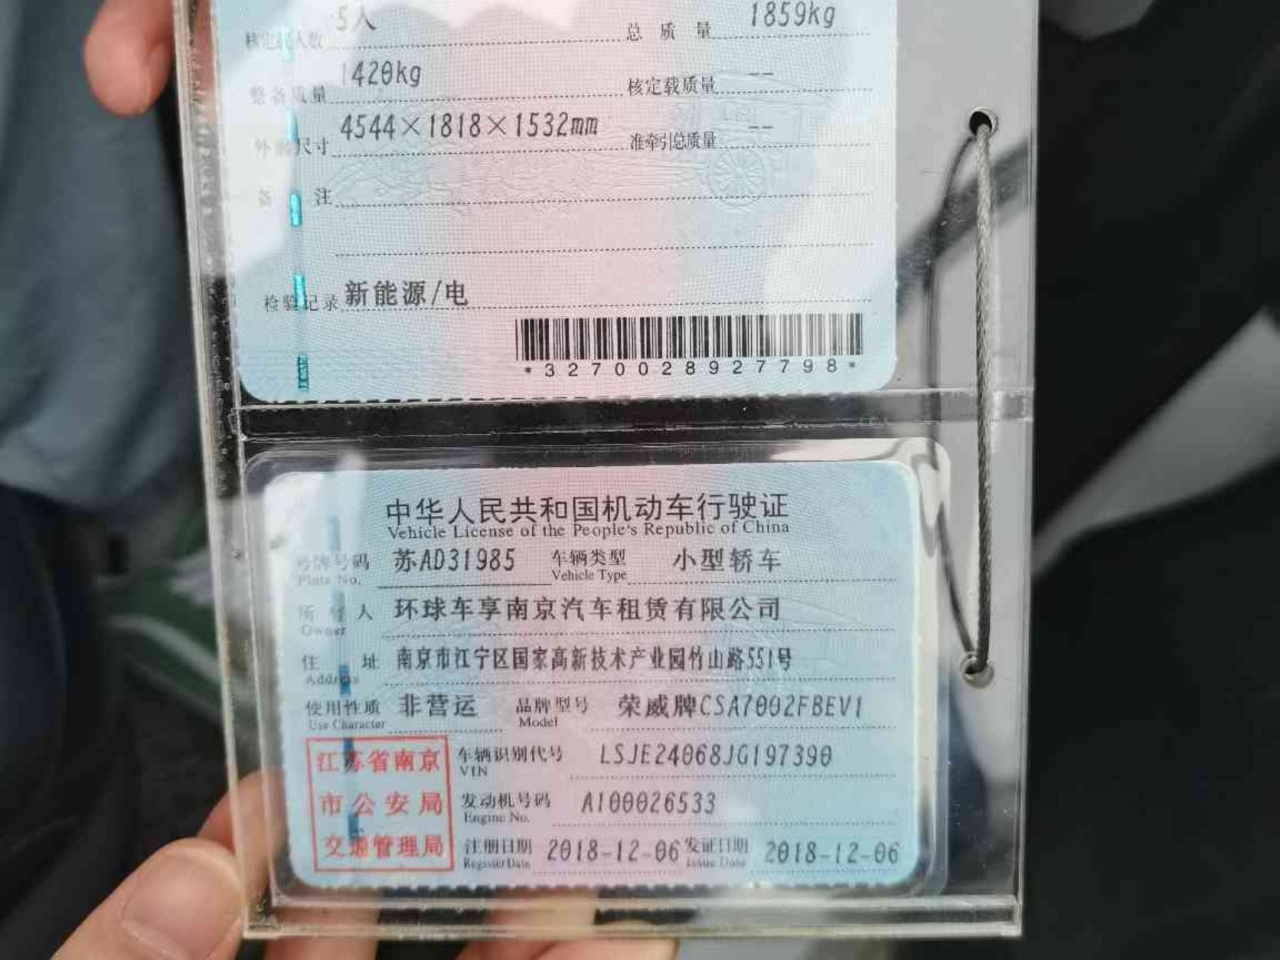 核定载人数 5人 总质量 1859kg
整备质量 1420kg 核定载质量 --
外廓尺寸 4544×1818×1532mm 准牵引总质量 --
备注
检验记录 新能源/电
*3270028927798*
中华人民共和国机动车行驶证
Vehicle License of the People's Republic of China
号牌号码 苏AD31985 车辆类型 小型轿车
Plate No. Vehicle Type
所有人 环球车享南京汽车租赁有限公司
Owner
住址 南京市江宁区国家高新技术产业园竹山路551号
Address
使用性质 非营运 品牌型号 荣威牌CSA7002FBEV1
Use Character Model
江苏省南京
市公安局
交通管理局
车辆识别代号 LSJE24068JG197390
VIN
发动机号码 A100026533
Engine No.
注册日期 2018-12-06 发证日期 2018-12-06
Register Date Issue Date